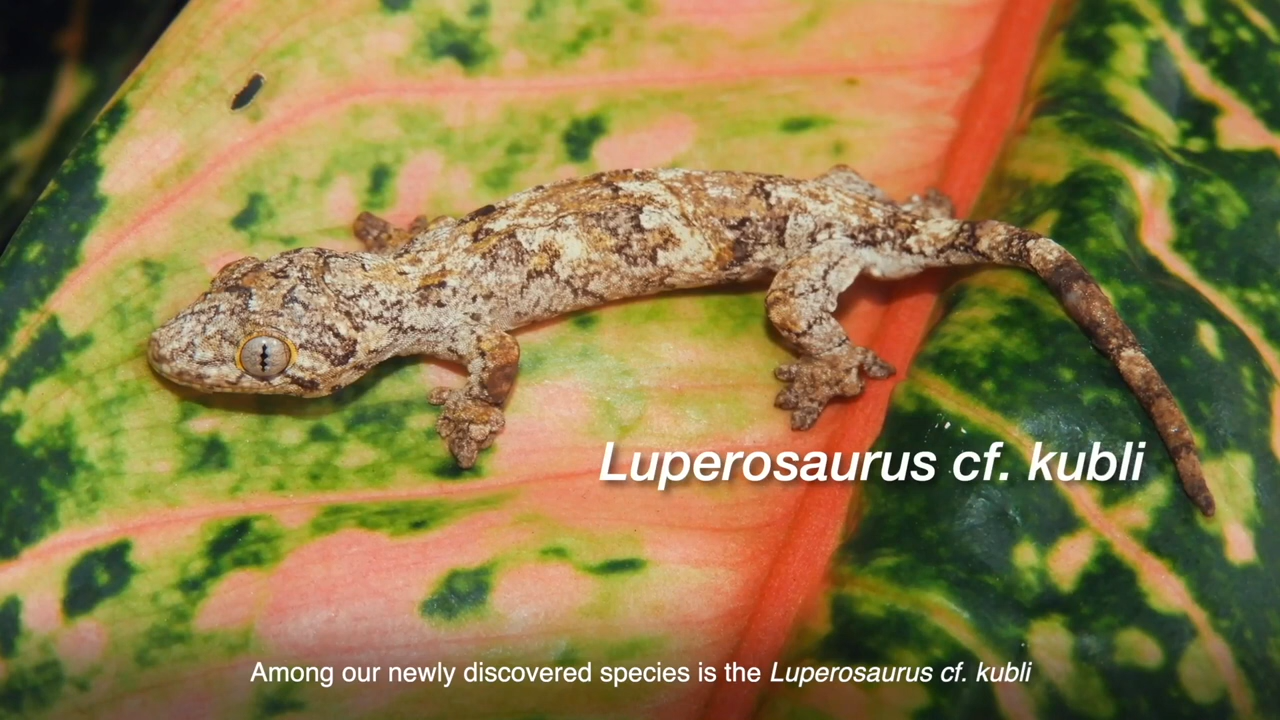 Luperosaurus cf. kubli
Among our newly discovered species is the Luperosaurus cf. kubli